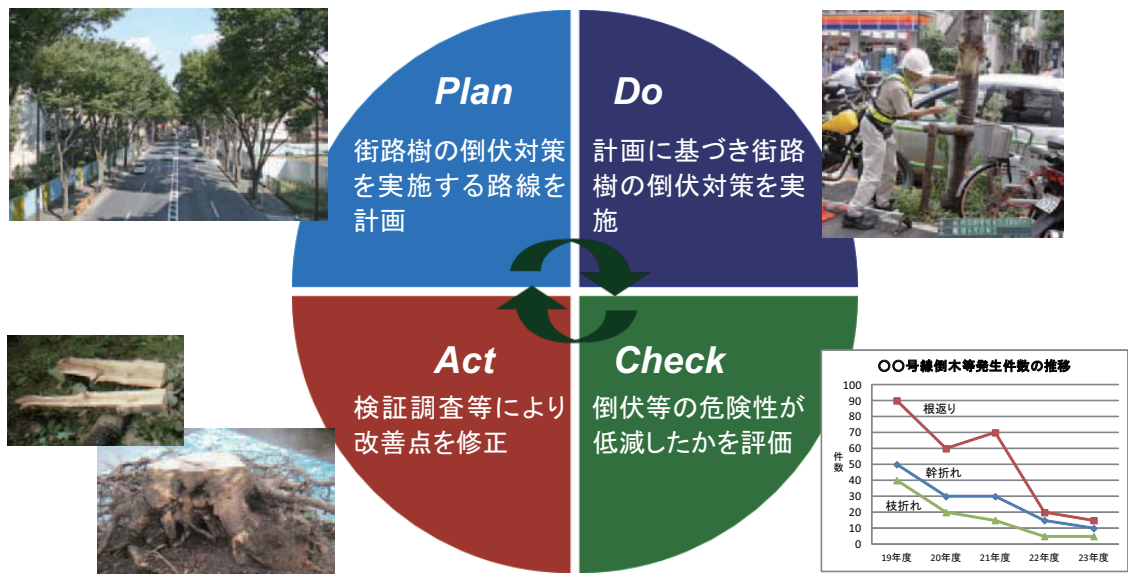 Plan
街路樹の倒伏対策
を実施する路線を
計画
Do
計画に基づき街路
樹の倒伏対策を実
施
Act
検証調査等により
改善点を修正
Check
倒伏等の危険性が
低減したかを評価
〇〇号線倒木等発生件数の推移
件数
100
90
80
70
60
50
40
30
20
10
0
根返り
幹折れ
枝折れ
19年度 20年度 21年度 22年度 23年度